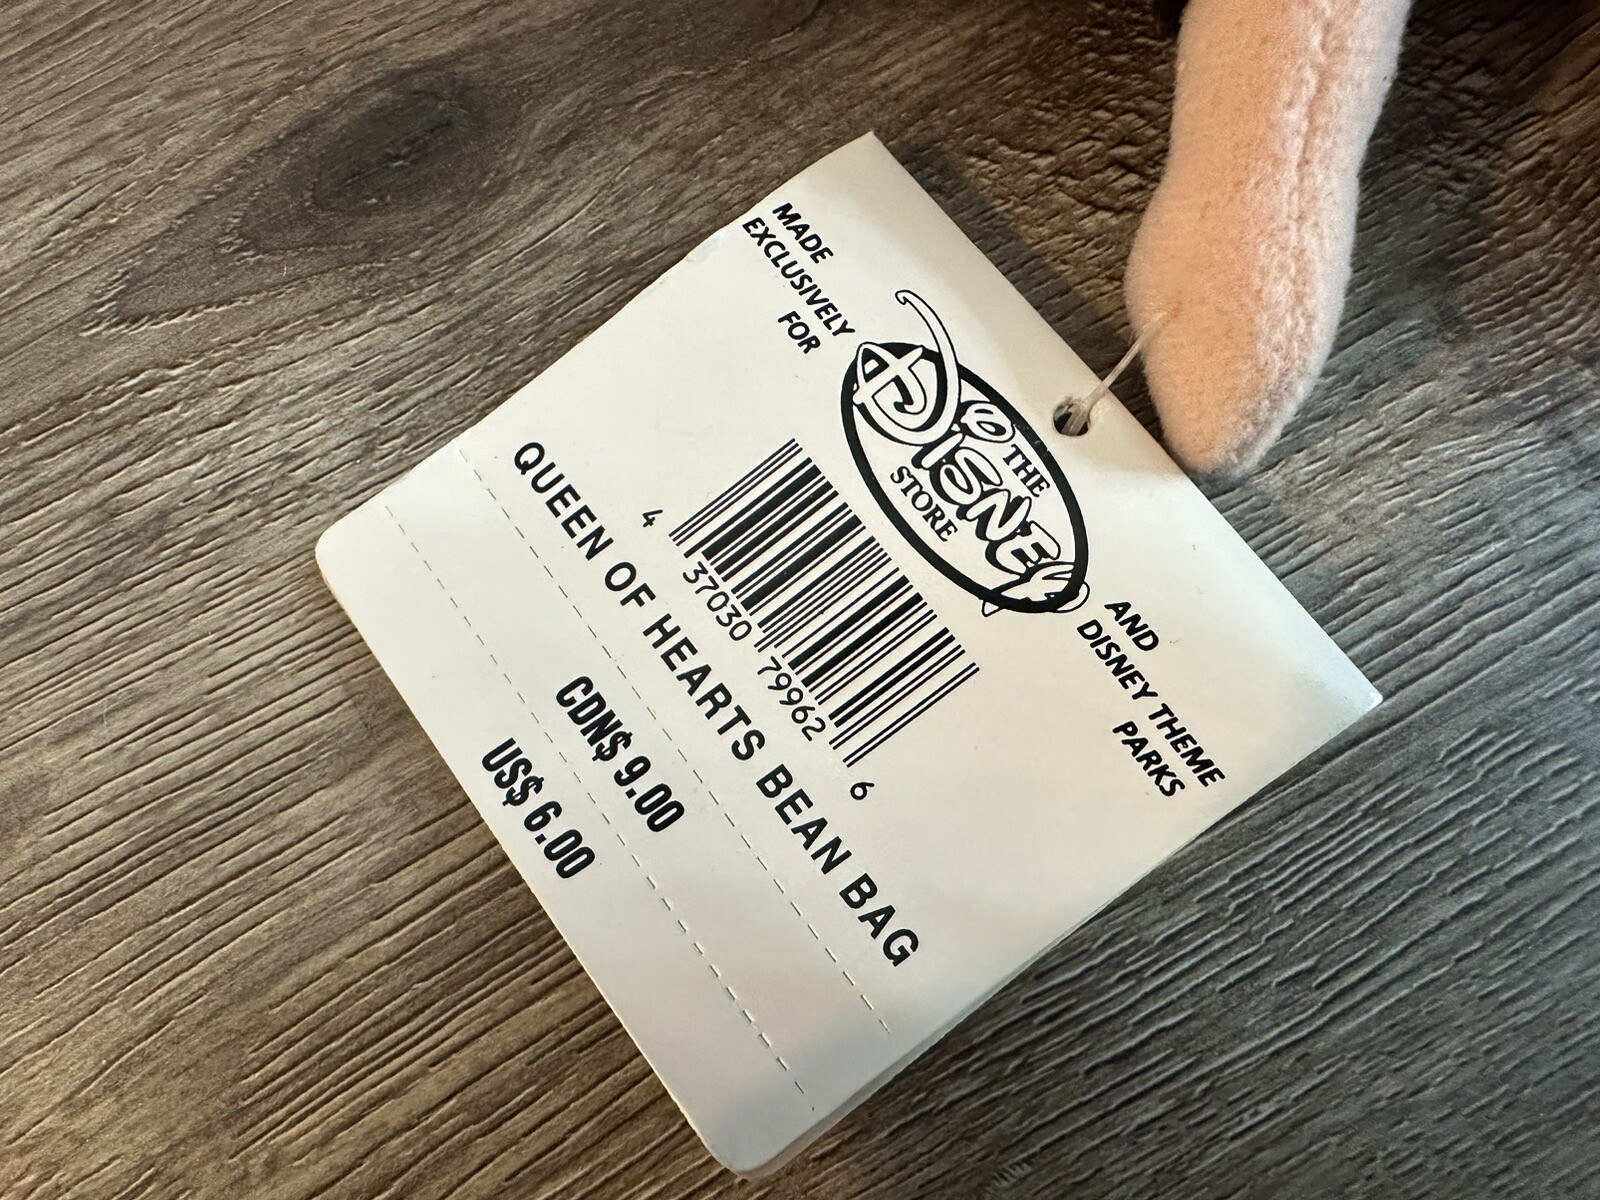 MADE
EXCLUSIVELY
FOR
THE
DISNEY
STORE
AND
DISNEY THEME
PARKS
4 37030 79962 6
QUEEN OF HEARTS BEAN BAG
CDN$ 9.00
US$ 6.00